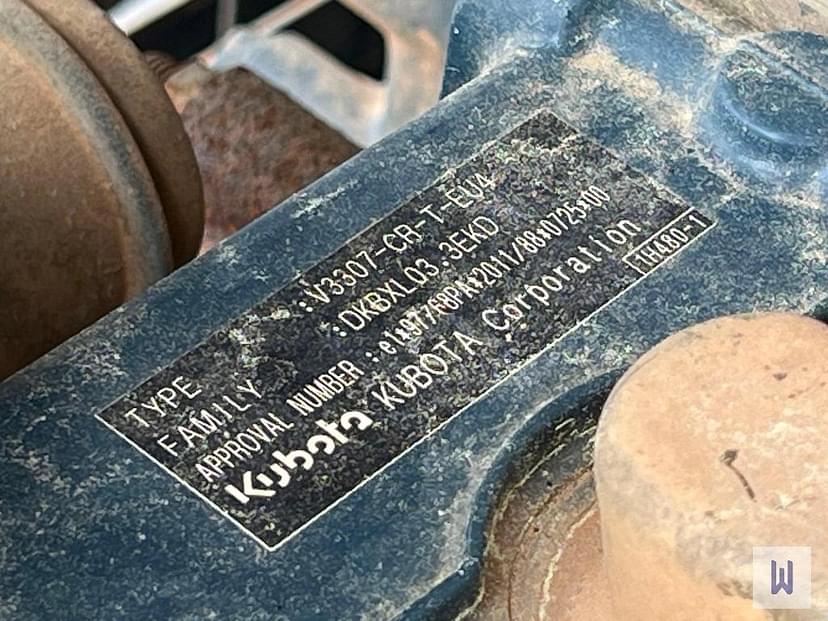 TYPE :V3307-CR-T-EU4
FAMILY :DKBXL03.3EKD
APPROVAL NUMBER :e1*97/68PA*2011/88*0725*00
Kubota KUBOTA Corporation
1H480-1
W